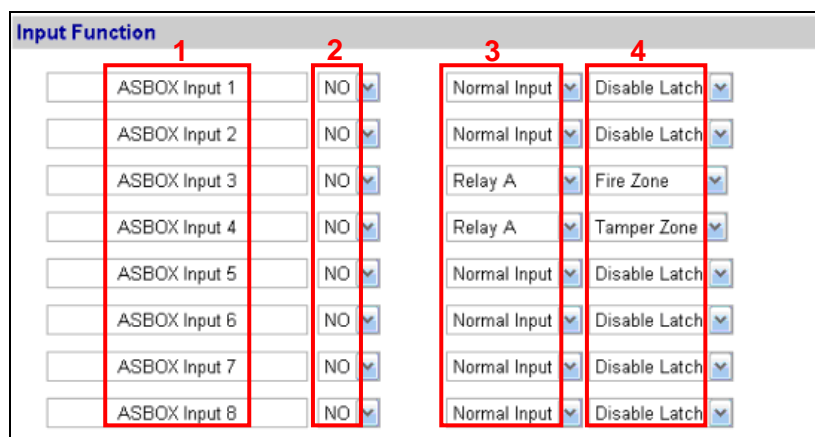 Input Function
1 2 3 4
ASBOX Input 1 NO Normal Input Disable Latch
ASBOX Input 2 NO Normal Input Disable Latch
ASBOX Input 3 NO Relay A Fire Zone
ASBOX Input 4 NO Relay A Tamper Zone
ASBOX Input 5 NO Normal Input Disable Latch
ASBOX Input 6 NO Normal Input Disable Latch
ASBOX Input 7 NO Normal Input Disable Latch
ASBOX Input 8 NO Normal Input Disable Latch